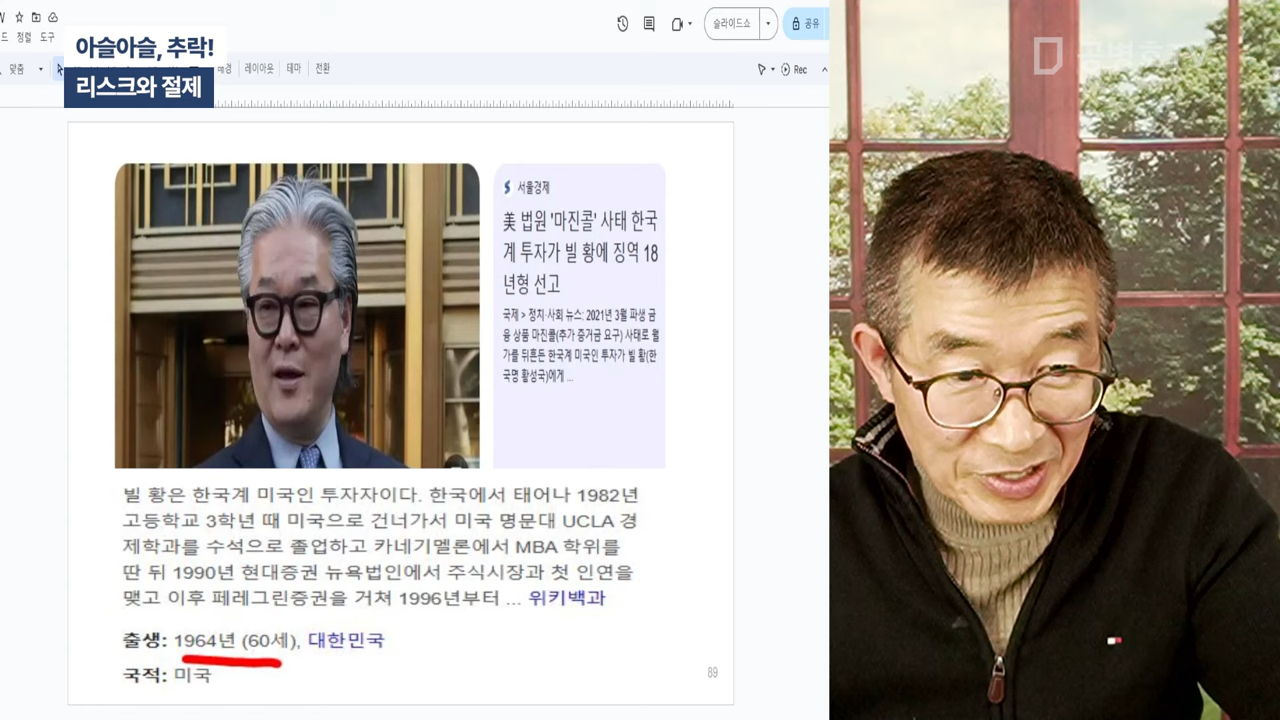 슬라이드쇼
공유
정렬 도구
아슬아슬, 추락!
맞춤
배경 레이아웃 테마 전환
Rec
리스크와 절제
서울경제
美 법원 '마진콜' 사태 한국
계 투자가 빌 황에 징역 18
년형 선고
국제 > 정치·사회 뉴스: 2021년 3월 파생 금
융 상품 마진콜(추가 증거금 요구) 사태로 월
가를 뒤흔든 한국계 미국인 투자가 빌 황(한
국명 황성국)에게 ...
빌 황은 한국계 미국인 투자자이다. 한국에서 태어나 1982년
고등학교 3학년 때 미국으로 건너가서 미국 명문대 UCLA 경
제학과를 수석으로 졸업하고 카네기멜론에서 MBA 학위를
딴 뒤 1990년 현대증권 뉴욕법인에서 주식시장과 첫 인연을
맺고 이후 페레그린증권을 거쳐 1996년부터 ... 위키백과
출생: 1964년 (60세), 대한민국
국적: 미국
89